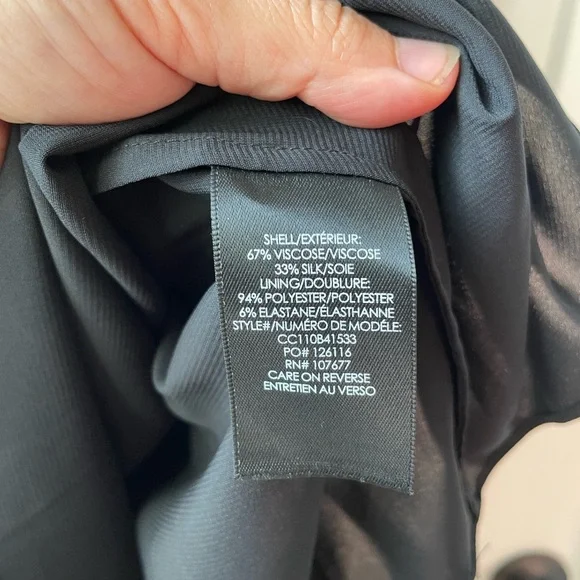 SHELL/EXTÉRIEUR:
67% VISCOSE/VISCOSE
33% SILK/SOIE
LINING/DOUBLURE:
94% POLYESTER/POLYESTER
6% ELASTANE/ÉLASTHANNE
STYLE#/NUMÉRO DE MODÈLE:
CC110B41533
PO# 126116
RN# 107677
CARE ON REVERSE
ENTRETIEN AU VERSO